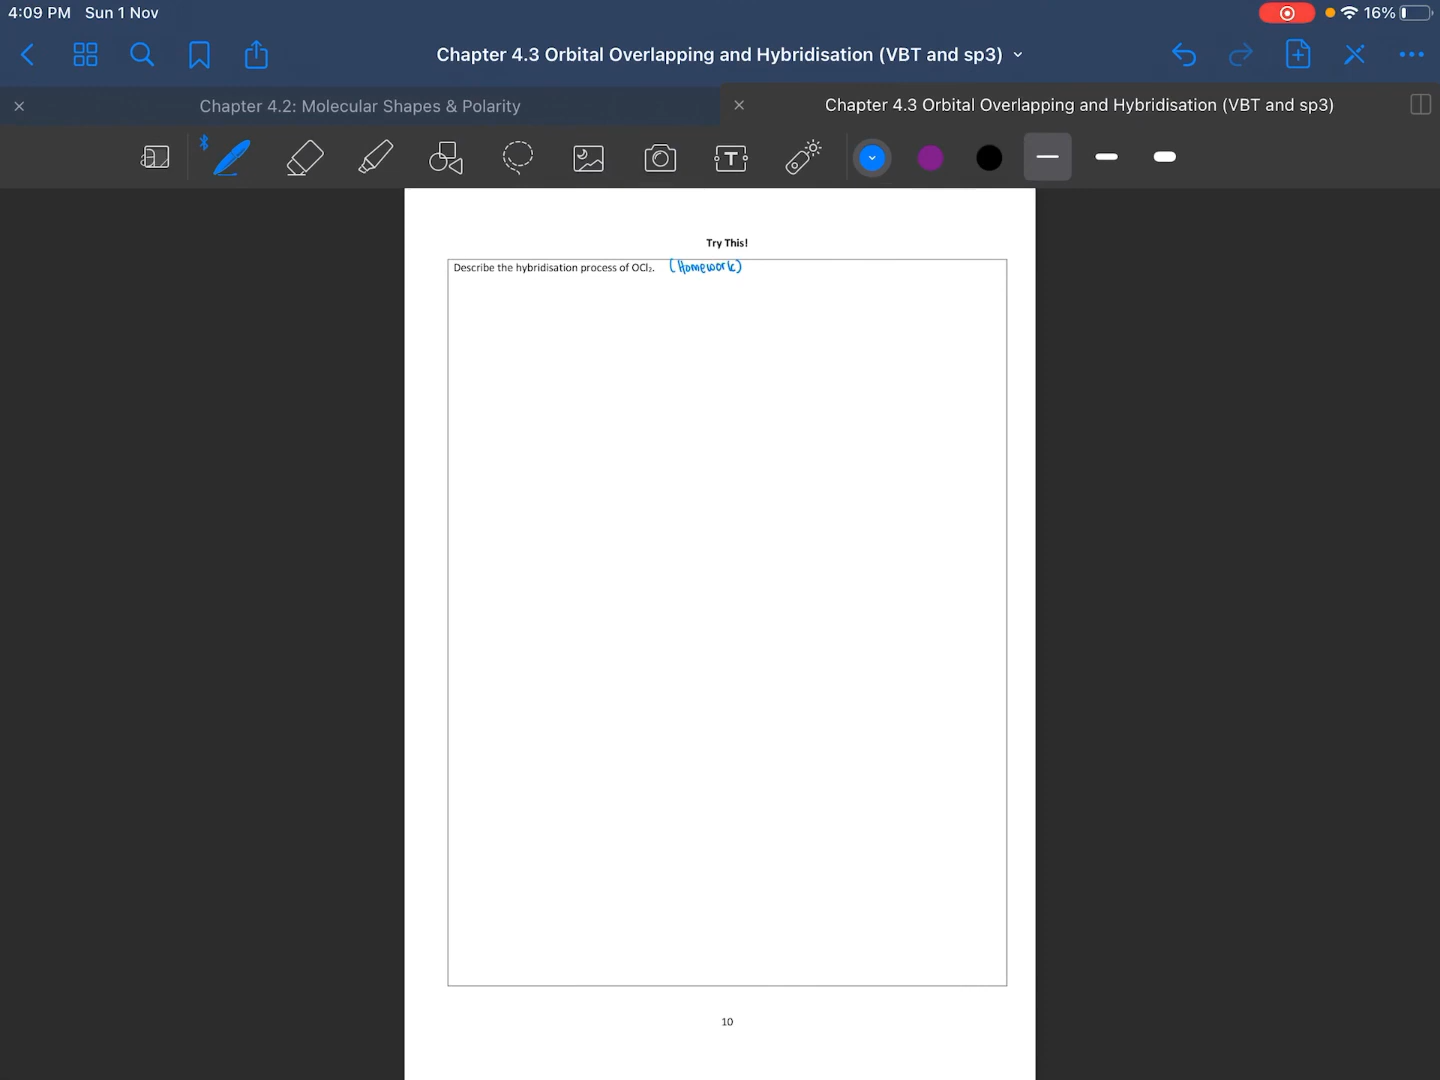 4:09 PM Sun 1 Nov 16%
Chapter 4.3 Orbital Overlapping and Hybridisation (VBT and sp3)
Chapter 4.2: Molecular Shapes & Polarity
Chapter 4.3 Orbital Overlapping and Hybridisation (VBT and sp3)
T
Try This!
Describe the hybridisation process of OCl₂. (Homework)
10